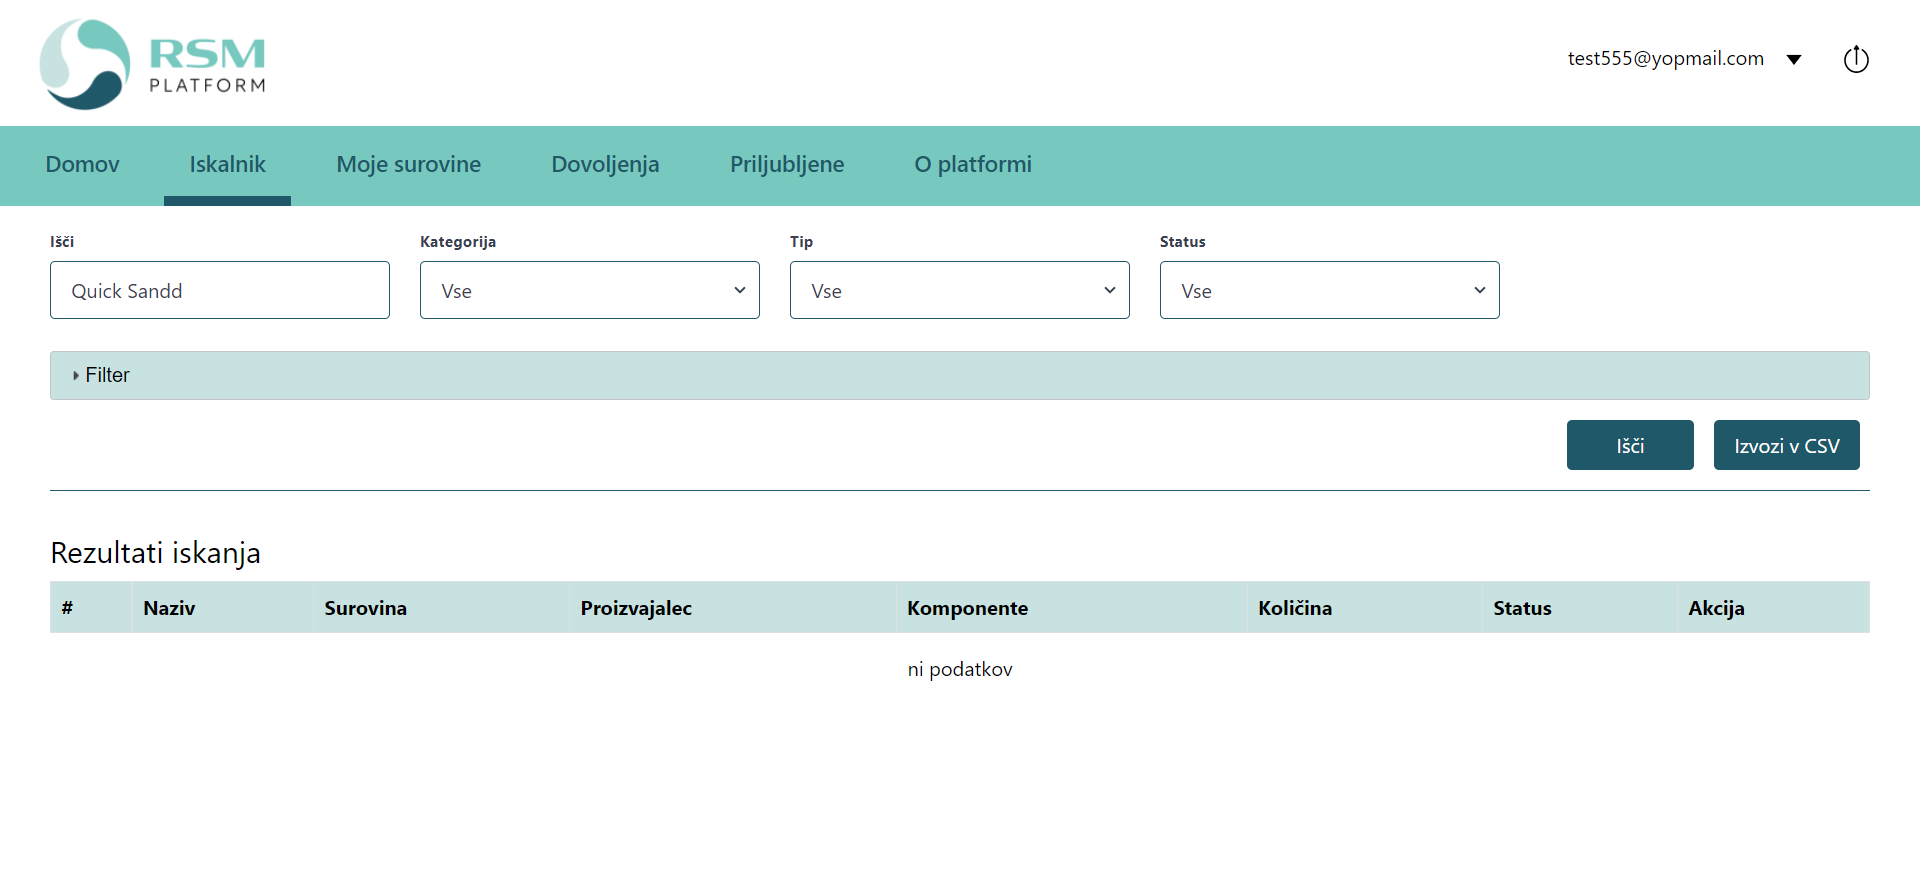 RSM
PLATFORM
test555@yopmail.com
Domov Iskalnik Moje surovine Dovoljenja Priljubljene O platformi
Išči Kategorija Tip Status
Quick Sandd Vse Vse Vse
Filter
Išči Izvozi v CSV
Rezultati iskanja
# Naziv Surovina Proizvajalec Komponente Količina Status Akcija
ni podatkov